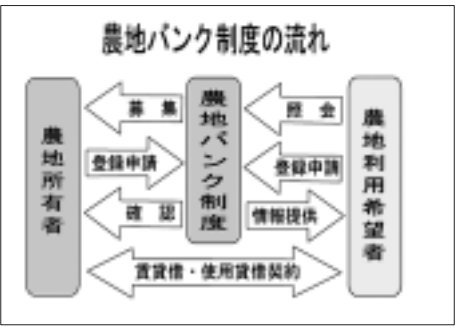 農地バンク制度の流れ
農地所有者
農地バンク制度
農地利用希望者
募集
照会
登録申請
登録申請
確認
情報提供
賃貸借・使用貸借契約